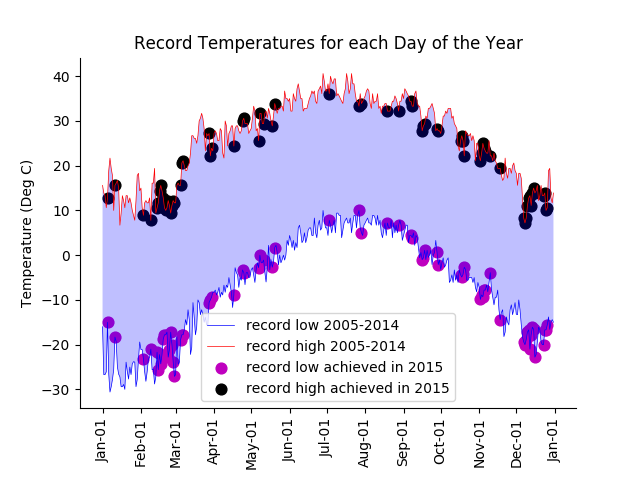 Record Temperatures for each Day of the Year
Temperature (Deg C)
40
30
20
10
0
−10
−20
−30
record low 2005-2014
record high 2005-2014
record low achieved in 2015
record high achieved in 2015
Jan-01
Feb-01
Mar-01
Apr-01
May-01
Jun-01
Jul-01
Aug-01
Sep-01
Oct-01
Nov-01
Dec-01
Jan-01